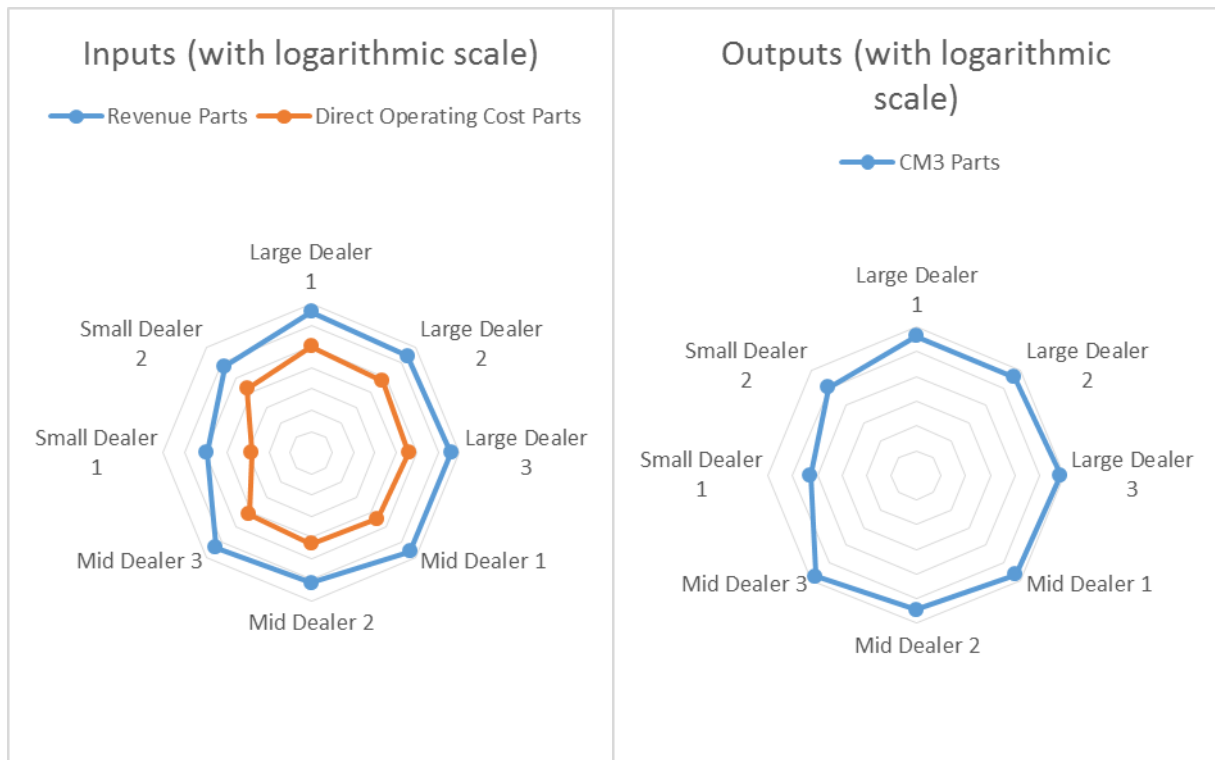 Inputs (with logarithmic scale)
Revenue Parts
Direct Operating Cost Parts
Large Dealer
1
Large Dealer
2
Large Dealer
3
Mid Dealer 1
Mid Dealer 2
Mid Dealer 3
Small Dealer
1
Small Dealer
2
Outputs (with logarithmic
scale)
CM3 Parts
Large Dealer
1
Large Dealer
2
Large Dealer
3
Mid Dealer 1
Mid Dealer 2
Mid Dealer 3
Small Dealer
1
Small Dealer
2